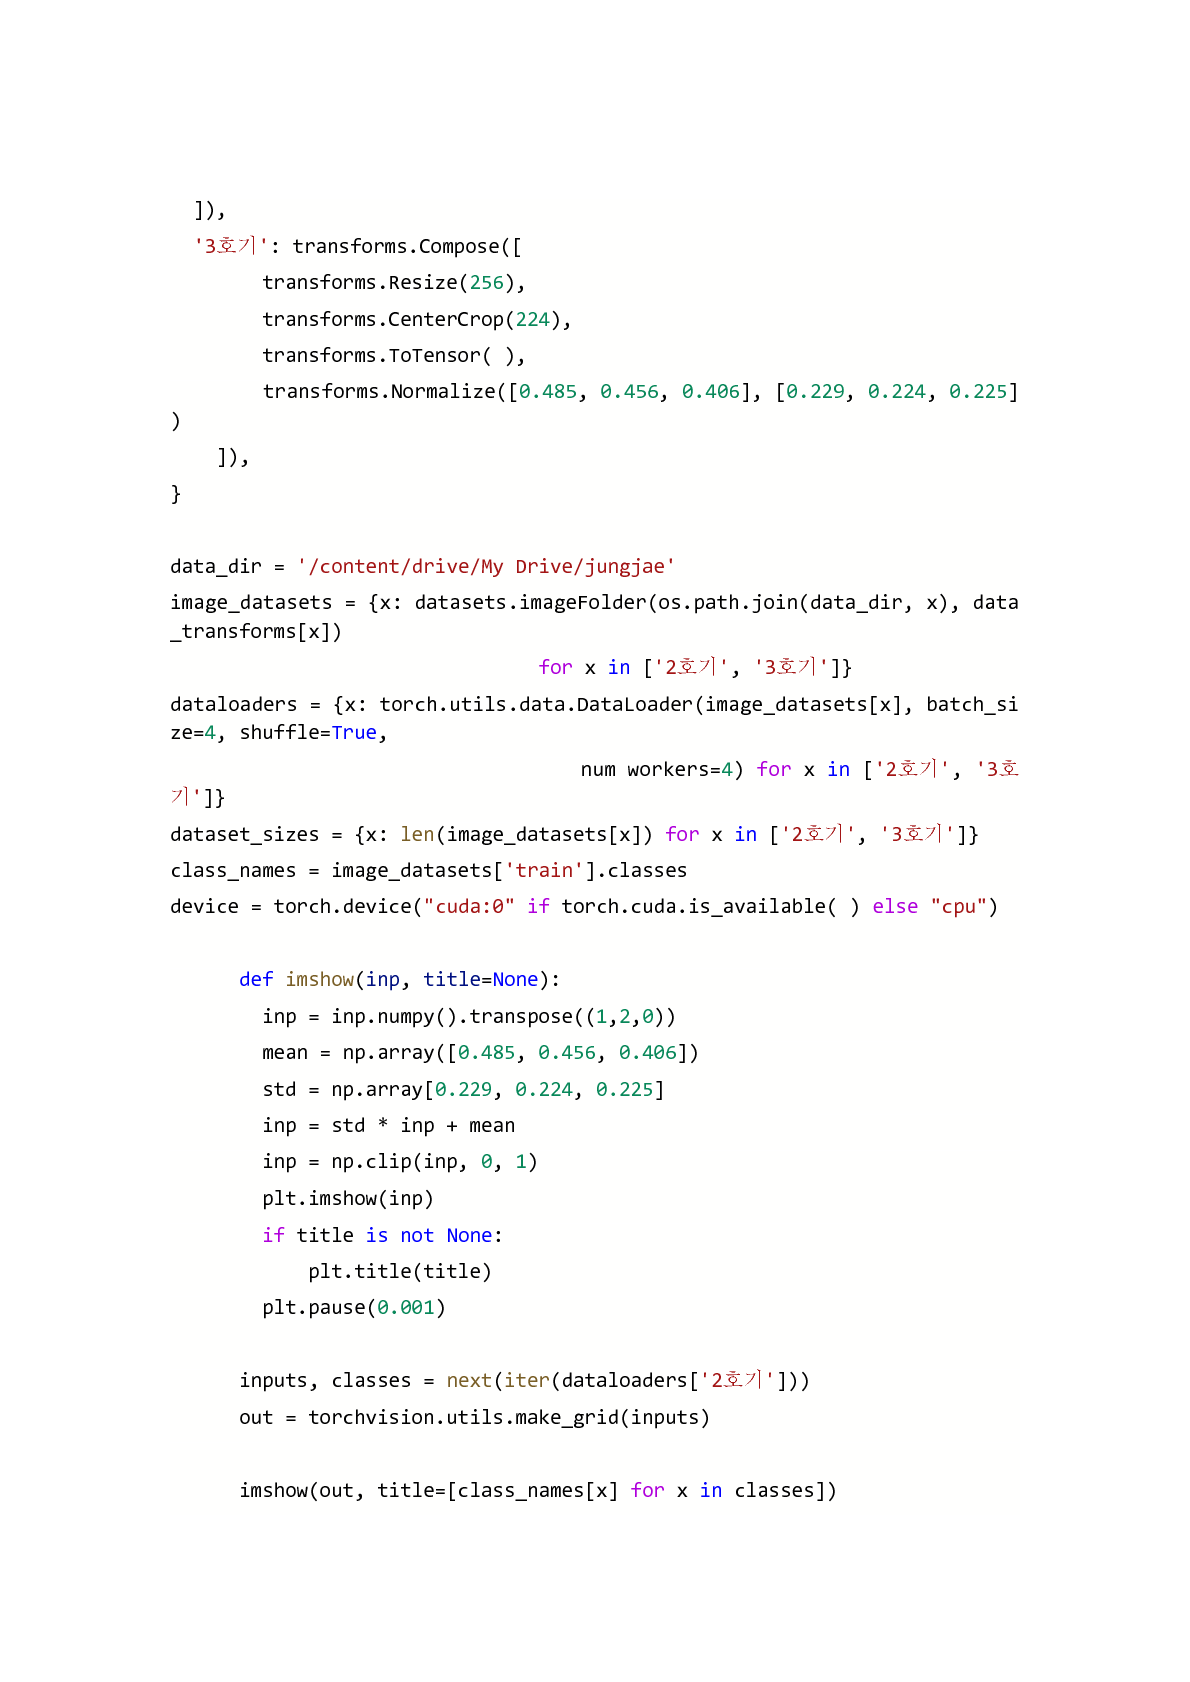 ]),
'3호기': transforms.Compose([
transforms.Resize(256),
transforms.CenterCrop(224),
transforms.ToTensor( ),
transforms.Normalize([0.485, 0.456, 0.406], [0.229, 0.224, 0.225]
)
]),
}
data_dir = '/content/drive/My Drive/jungjae'
image_datasets = {x: datasets.imageFolder(os.path.join(data_dir, x), data
_transforms[x])
for x in ['2호기', '3호기']}
dataloaders = {x: torch.utils.data.DataLoader(image_datasets[x], batch_si
ze=4, shuffle=True,
num workers=4) for x in ['2호기', '3호
기']}
dataset_sizes = {x: len(image_datasets[x]) for x in ['2호기', '3호기']}
class_names = image_datasets['train'].classes
device = torch.device("cuda:0" if torch.cuda.is_available( ) else "cpu")
def imshow(inp, title=None):
inp = inp.numpy().transpose((1,2,0))
mean = np.array([0.485, 0.456, 0.406])
std = np.array[0.229, 0.224, 0.225]
inp = std * inp + mean
inp = np.clip(inp, 0, 1)
plt.imshow(inp)
if title is not None:
plt.title(title)
plt.pause(0.001)
inputs, classes = next(iter(dataloaders['2호기']))
out = torchvision.utils.make_grid(inputs)
imshow(out, title=[class_names[x] for x in classes])